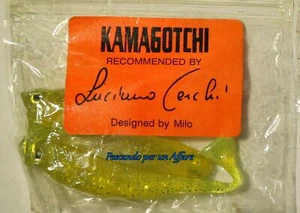 KAMAGOTCHI
RECOMMENDED BY
Luciano Cerchi
Designed by Milo
Pescando per un Affare